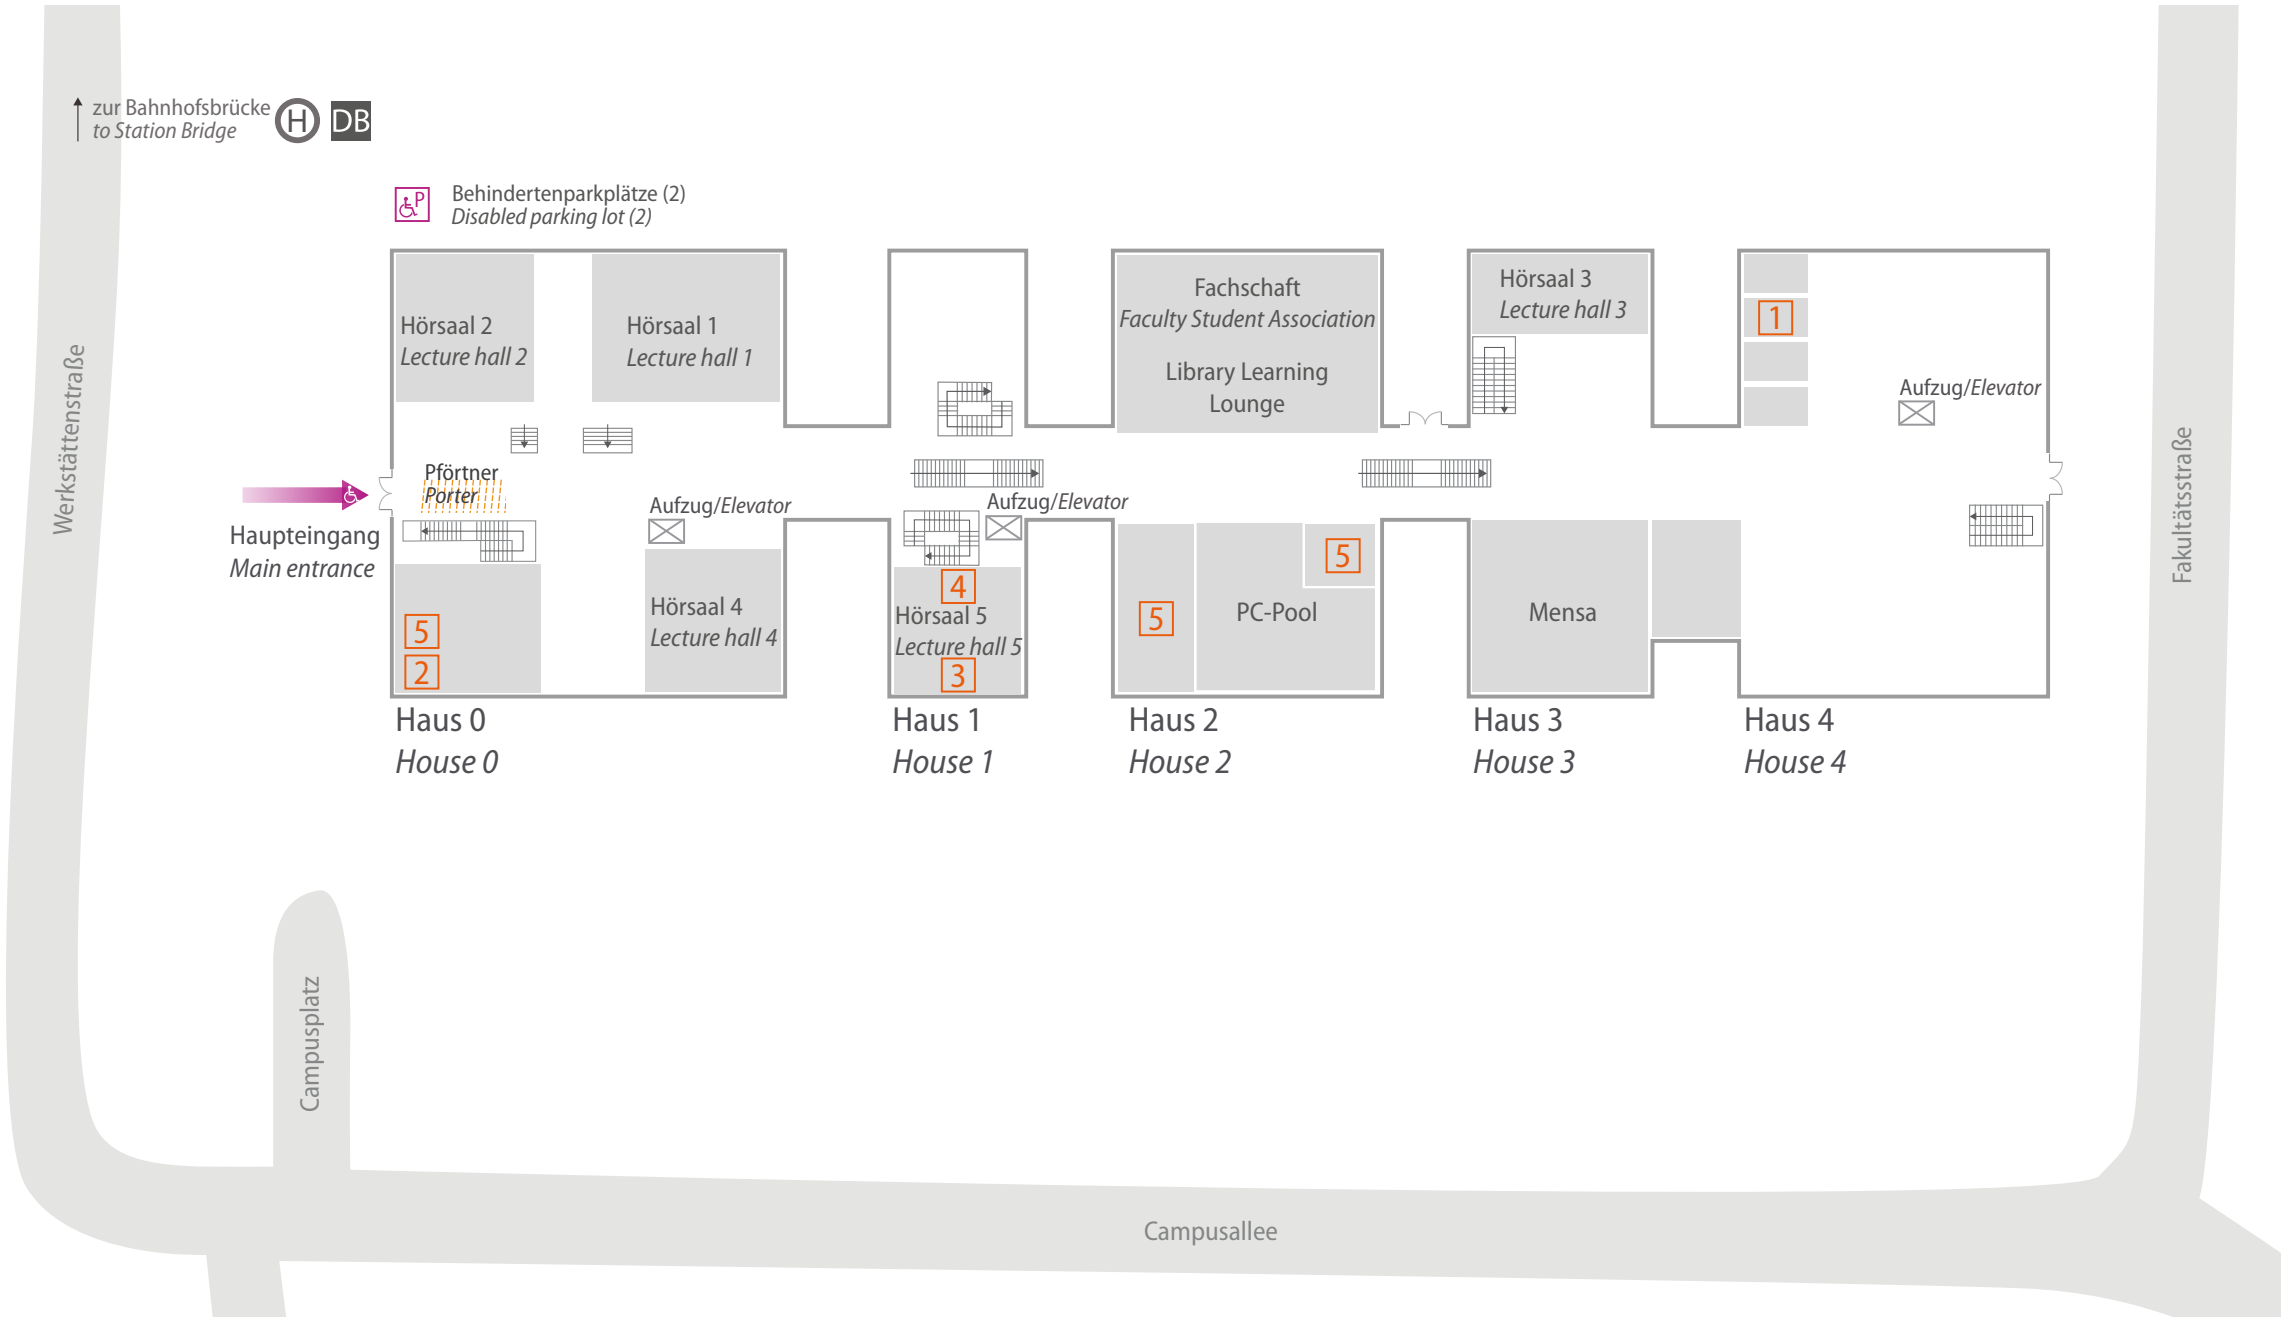 zur Bahnhofsbrücke
to Station Bridge
H
DB
P
Behindertenparkplätze (2)
Disabled parking lot (2)
Hörsaal 2
Lecture hall 2
Hörsaal 1
Lecture hall 1
Fachschaft
Faculty Student Association
Library Learning
Lounge
Hörsaal 3
Lecture hall 3
1
Aufzug/Elevator
Werkstättenstraße
Fakultätsstraße
Pförtner
Porter
Haupteingang
Main entrance
Aufzug/Elevator
Aufzug/Elevator
5
2
Hörsaal 4
Lecture hall 4
4
Hörsaal 5
Lecture hall 5
3
5
PC-Pool
5
Mensa
Haus 0
House 0
Haus 1
House 1
Haus 2
House 2
Haus 3
House 3
Haus 4
House 4
Campusplatz
Campusallee